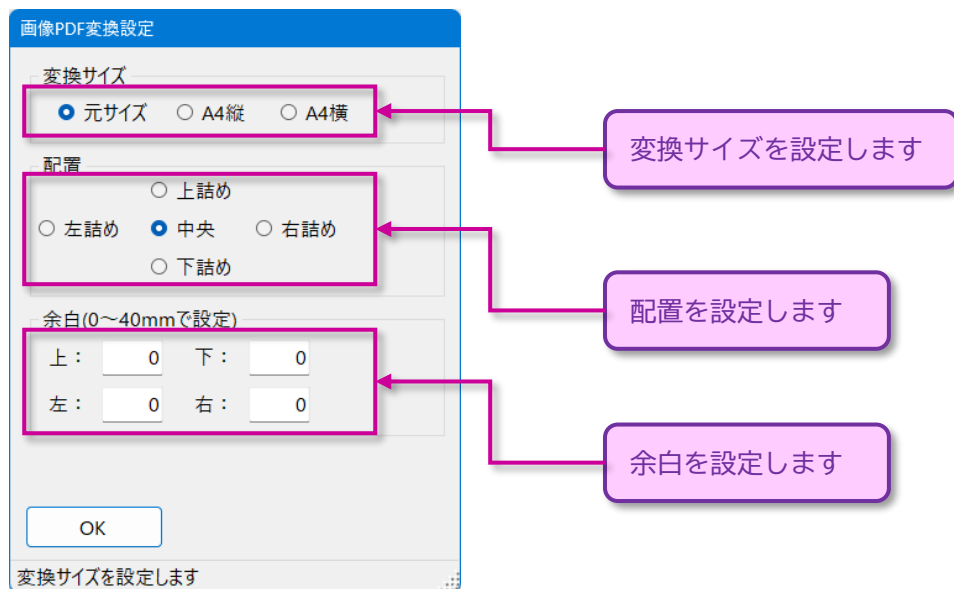 画像PDF変換設定
変換サイズ
元サイズ A4縦 A4横
変換サイズを設定します
配置
上詰め
左詰め 中央 右詰め
下詰め
配置を設定します
余白(0～40mmで設定)
上： 0 下： 0
左： 0 右： 0
余白を設定します
OK
変換サイズを設定します